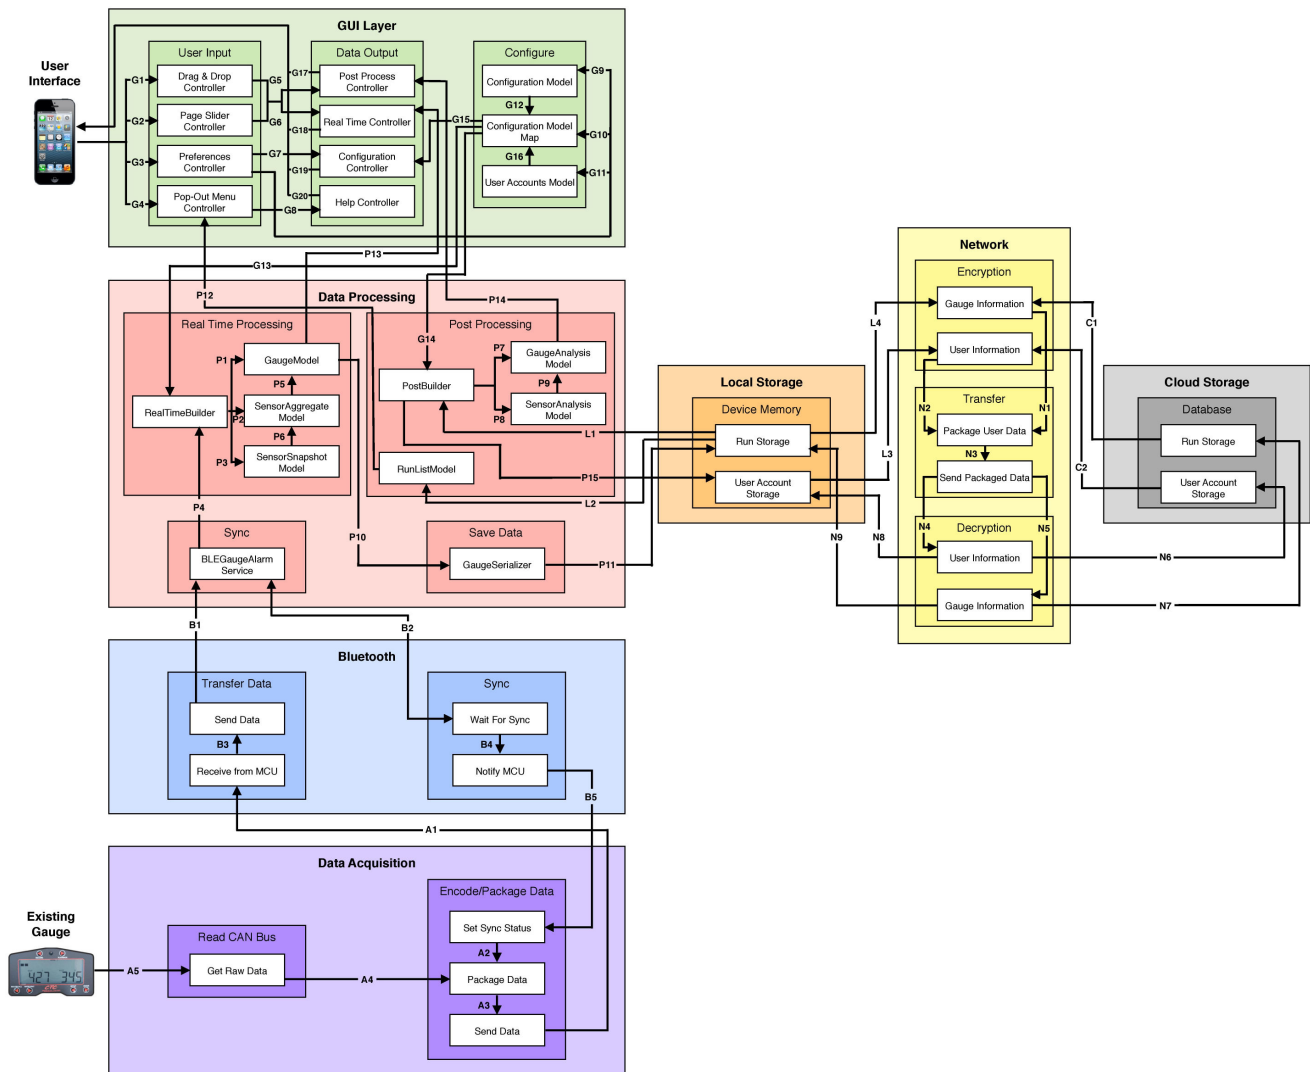 GUI Layer
User
Interface
User Input
Data Output
Configure
G1
Drag & Drop
Controller
G5
G17
Post Process
Controller
Configuration Model
G9
G12
G2
Page Slider
Controller
G6
G18
Real Time Controller
G15
Configuration Model
Map
G10
G16
G3
Preferences
Controller
G7
G19
Configuration
Controller
User Accounts Model
G11
G4
Pop-Out Menu
Controller
G20
G8
Help Controller
G13
P13
P12
Data Processing
P14
Real Time Processing
Post Processing
G14
P1
GaugeModel
P5
P7
GaugeAnalysis
Model
P9
PostBuilder
RealTimeBuilder
P2
SensorAggregate
Model
P6
P8
SensorAnalysis
Model
P3
SensorSnapshot
Model
RunListModel
L1
P15
L2
P4
P10
Sync
BLEGaugeAlarm
Service
Save Data
GaugeSerializer
P11
B1
B2
Bluetooth
Transfer Data
Sync
Send Data
B3
Receive from MCU
Wait For Sync
B4
Notify MCU
B5
A1
Data Acquisition
Encode/Package Data
Existing
Gauge
427 345
A5
Read CAN Bus
Get Raw Data
A4
Set Sync Status
A2
Package Data
A3
Send Data
Local Storage
Device Memory
Run Storage
User Account
Storage
L4
L3
N8
N9
Network
Encryption
Gauge Information
User Information
N2
N1
Transfer
Package User Data
N3
Send Packaged Data
N4
N5
Decryption
User Information
Gauge Information
C1
C2
N6
N7
Cloud Storage
Database
Run Storage
User Account
Storage